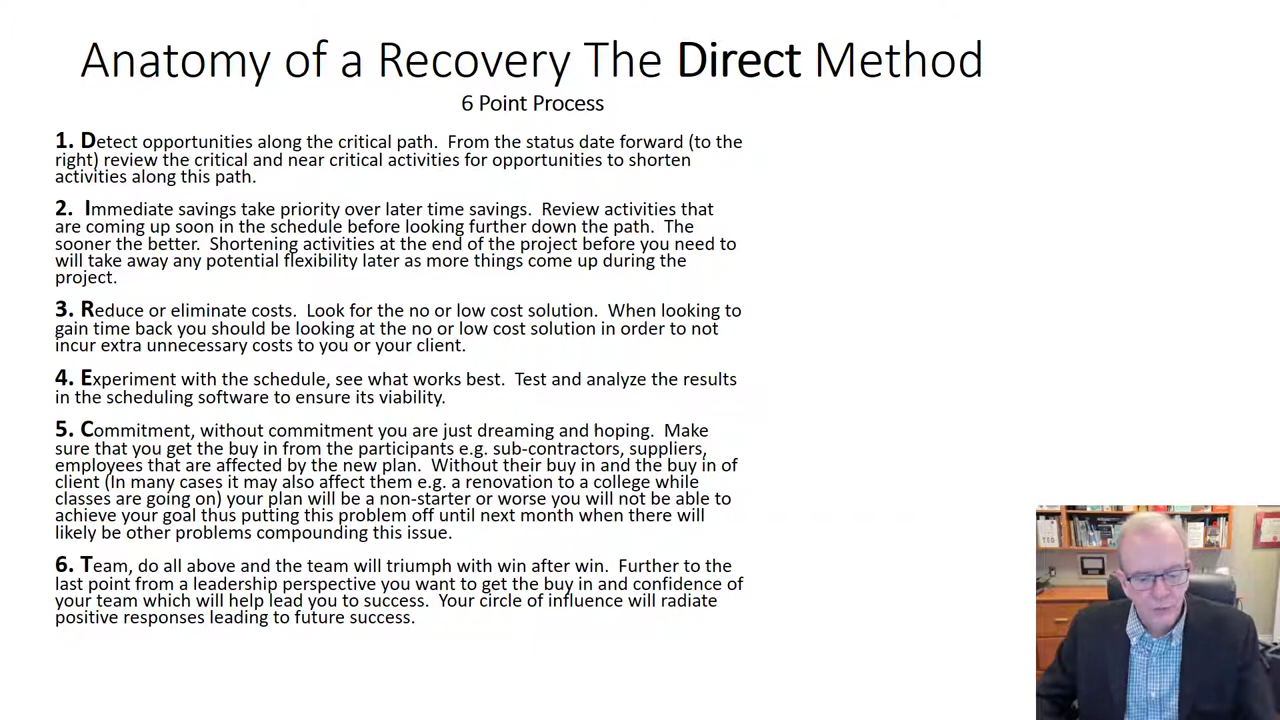 Anatomy of a Recovery The Direct Method
6 Point Process
1. Detect opportunities along the critical path.  From the status date forward (to the
right) review the critical and near critical activities for opportunities to shorten
activities along this path.
2.  Immediate savings take priority over later time savings.  Review activities that
are coming up soon in the schedule before looking further down the path.  The
sooner the better.  Shortening activities at the end of the project before you need to
will take away any potential flexibility later as more things come up during the
project.
3. Reduce or eliminate costs.  Look for the no or low cost solution.  When looking to
gain time back you should be looking at the no or low cost solution in order to not
incur extra unnecessary costs to you or your client.
4. Experiment with the schedule, see what works best.  Test and analyze the results
in the scheduling software to ensure its viability.
5. Commitment, without commitment you are just dreaming and hoping.  Make
sure that you get the buy in from the participants e.g. sub-contractors, suppliers,
employees that are affected by the new plan.  Without their buy in and the buy in of
client (In many cases it may also affect them e.g. a renovation to a college while
classes are going on) your plan will be a non-starter or worse you will not be able to
achieve your goal thus putting this problem off until next month when there will
likely be other problems compounding this issue.
6. Team, do all above and the team will triumph with win after win.  Further to the
last point from a leadership perspective you want to get the buy in and confidence of
your team which will help lead you to success.  Your circle of influence will radiate
positive responses leading to future success.